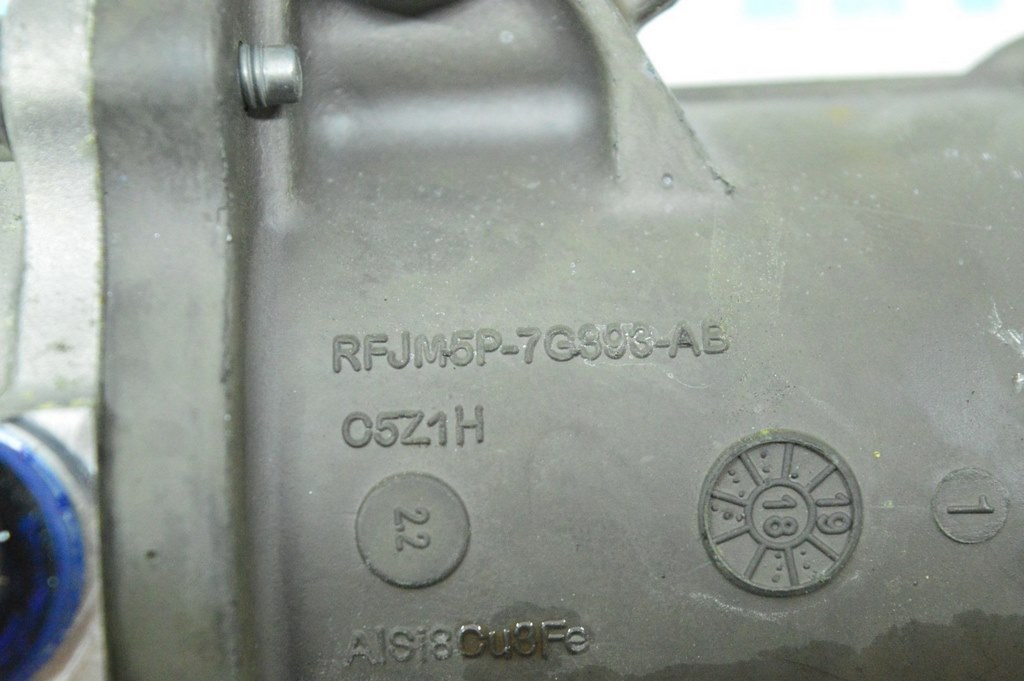 RFJM5P-7G393-AB
C5Z1H
22
19
18
1
AlSi8Cu3Fe